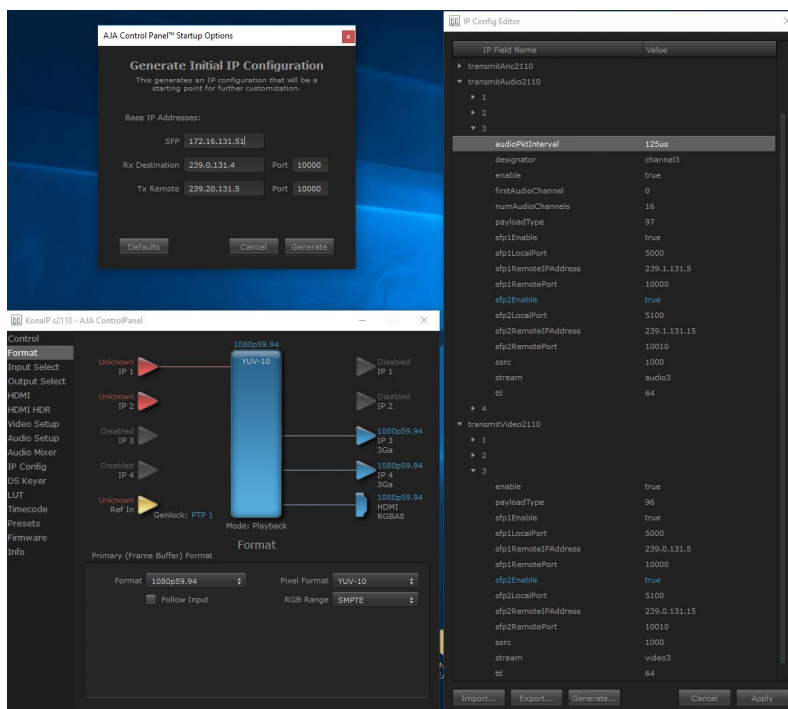 AJA Control Panel™ Startup Options
x
Generate Initial IP Configuration
This generates an IP configuration that will be a
starting point for further customization.
Base IP Addresses:
SFP 172.16.131.51
Rx Destination 239.0.131.4 Port 10000
Tx Remote 239.20.131.5 Port 10000
Defaults Cancel Generate
KonaIP s2110 - AJA ControlPanel
Control
Format
Input Select
Output Select
HDMI
HDMI HDR
Video Setup
Audio Setup
Audio Mixer
IP Config
DS Keyer
LUT
Timecode
Presets
Firmware
Info
1080p59.94
YUV-10
Unknown
IP 1
Unknown
IP 2
Disabled
IP 3
Disabled
IP 4
Unknown
Ref In
Genlock: PTP 1
Mode: Playback
Disabled
IP 1
Disabled
IP 2
1080p59.94
IP 3
3Ga
1080p59.94
IP 4
3Ga
1080p59.94
HDMI
RGBA8
Format
Primary (Frame Buffer) Format
Format 1080p59.94 Pixel Format YUV-10
Follow Input RGB Range SMPTE
IP Config Editor
IP Field Name Value
transmitAnc2110
transmitAudio2110
1
2
3
audioPktInterval 125us
designator channel3
enable true
firstAudioChannel 0
numAudioChannels 16
payloadType 97
sfp1Enable true
sfp1LocalPort 5000
sfp1RemoteIPAddress 239.1.131.5
sfp1RemotePort 10000
sfp2Enable true
sfp2LocalPort 5100
sfp2RemoteIPAddress 239.1.131.15
sfp2RemotePort 10010
ssrc 1000
stream audio3
ttl 64
4
transmitVideo2110
1
2
3
enable true
payloadType 96
sfp1Enable true
sfp1LocalPort 5000
sfp1RemoteIPAddress 239.0.131.5
sfp1RemotePort 10000
sfp2Enable true
sfp2LocalPort 5100
sfp2RemoteIPAddress 239.0.131.15
sfp2RemotePort 10010
ssrc 1000
stream video3
ttl 64
Import... Export... Generate... Cancel Apply